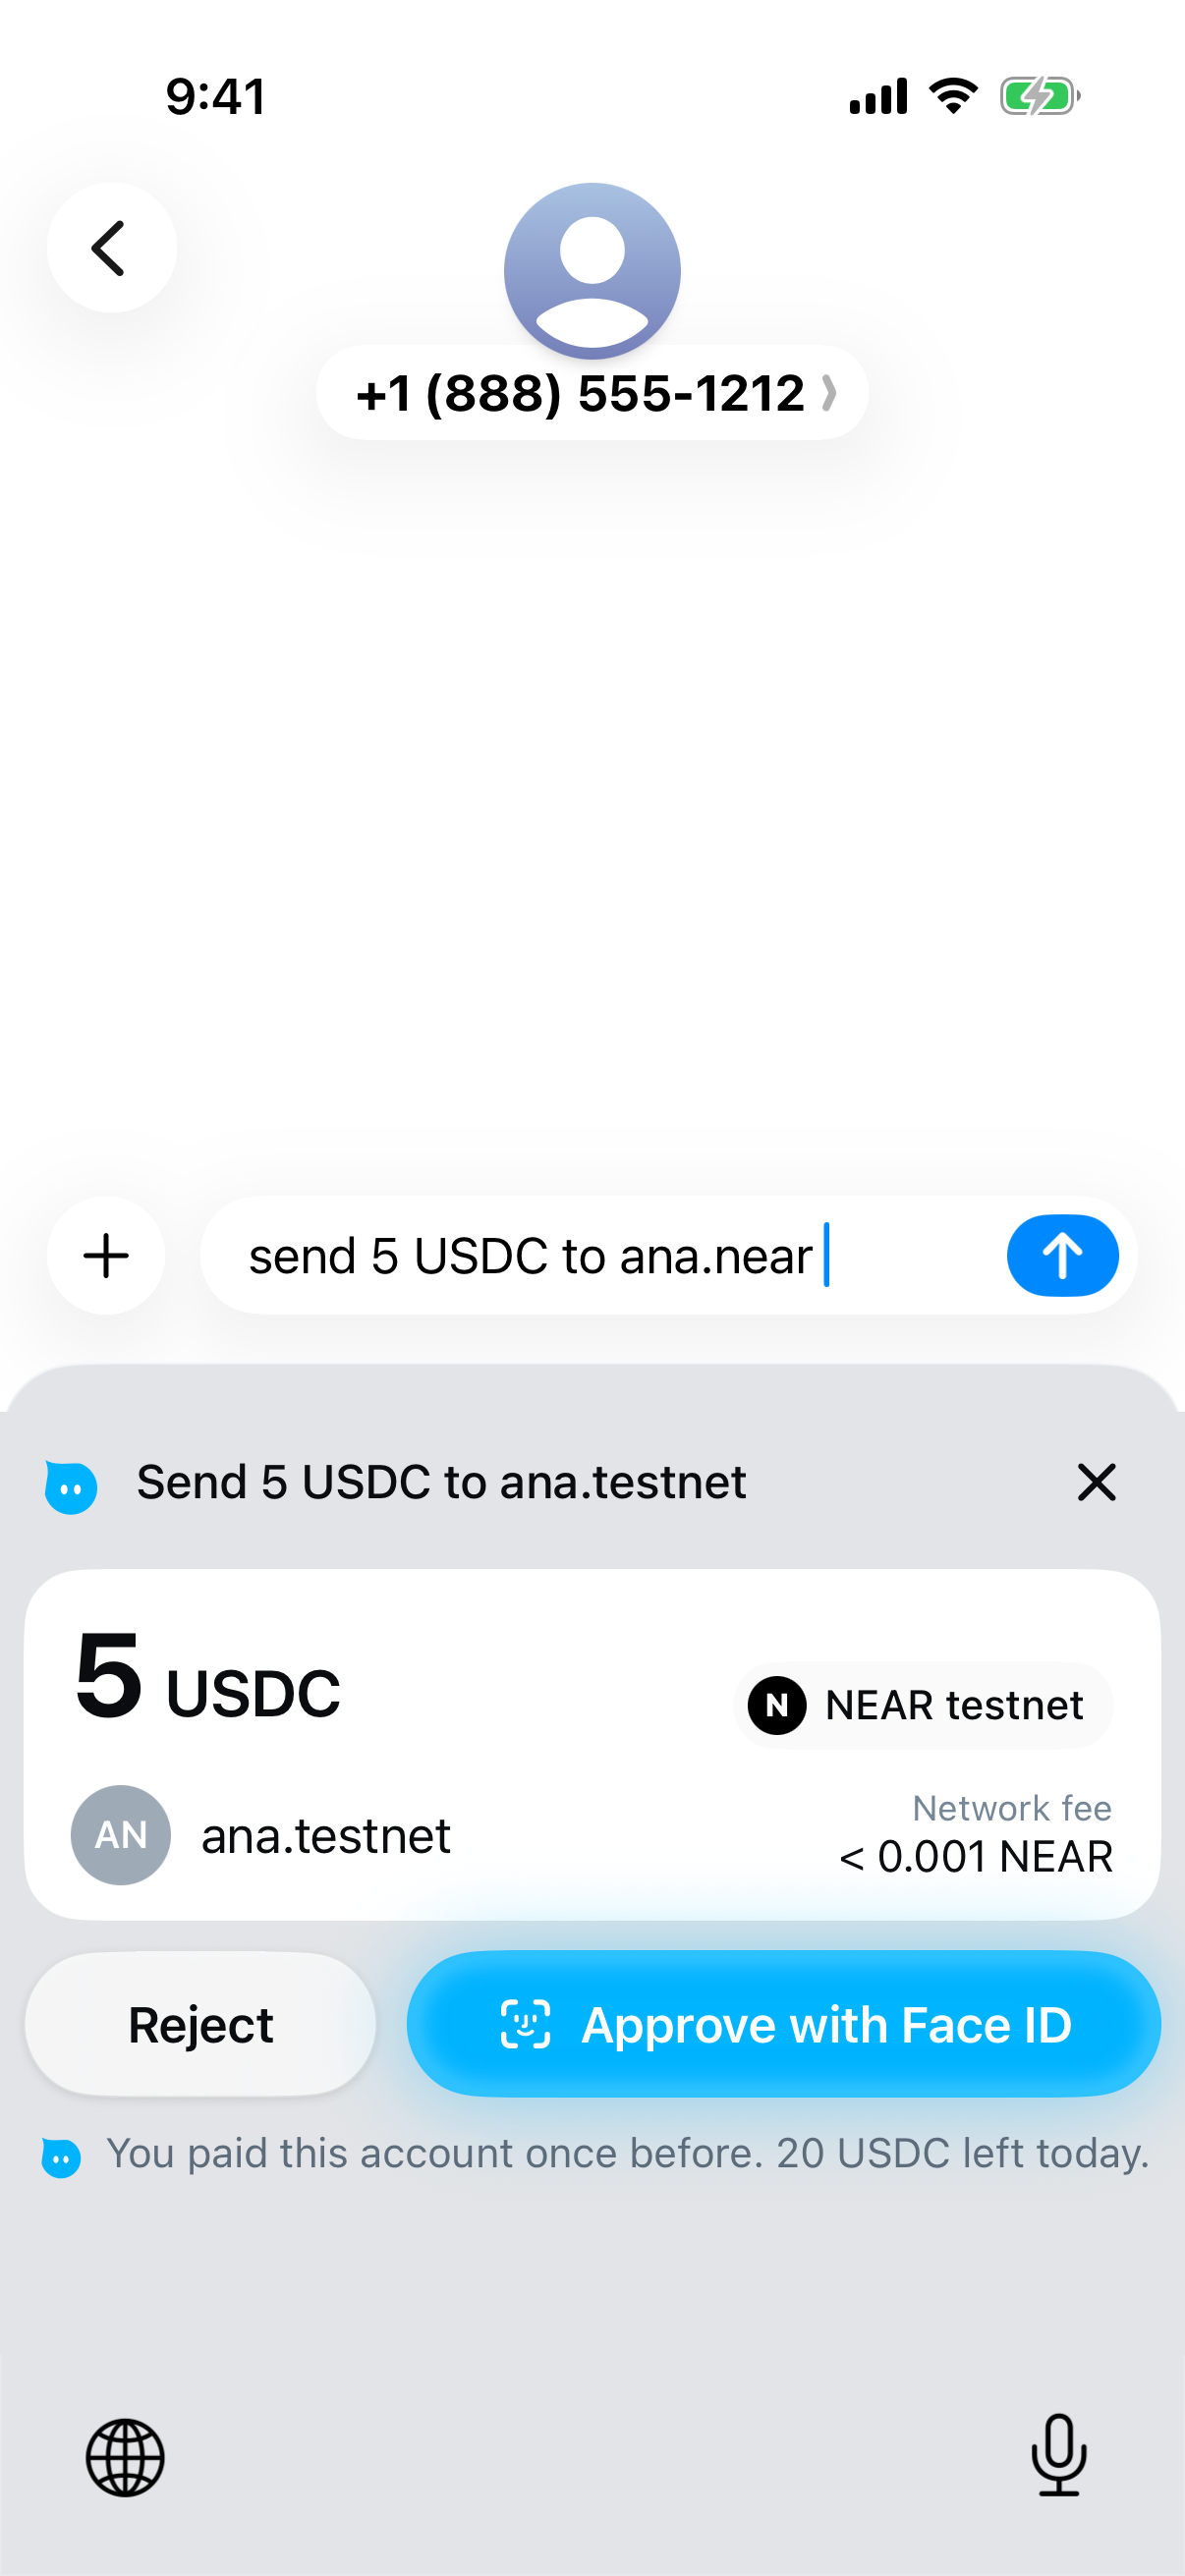 9:41
+1 (888) 555-1212
send 5 USDC to ana.near
Send 5 USDC to ana.testnet
5 USDC
N NEAR testnet
AN ana.testnet
Network fee
< 0.001 NEAR
Reject
Approve with Face ID
You paid this account once before. 20 USDC left today.